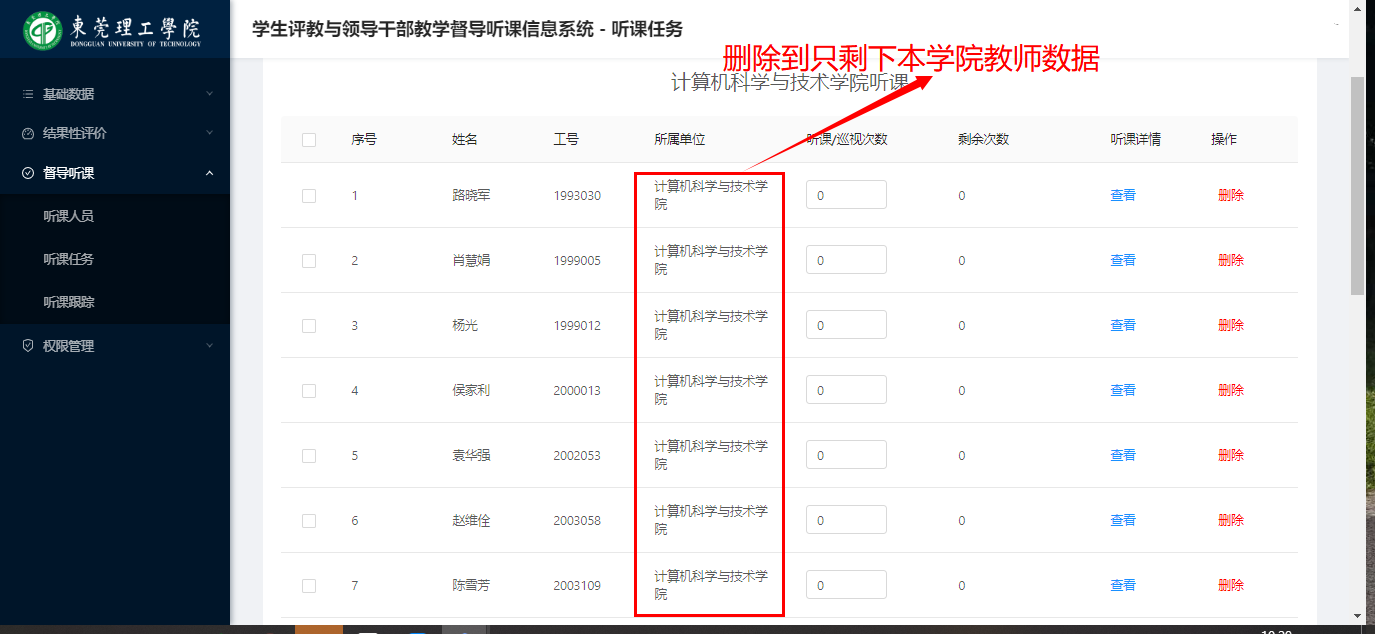 東莞理工學院
DONGGUAN UNIVERSITY OF TECHNOLOGY
学生评教与领导干部教学督导听课信息系统 - 听课任务
基础数据
结果性评价
督导听课
听课人员
听课任务
听课跟踪
权限管理
删除到只剩下本学院教师数据
计算机科学与技术学院听课
序号 姓名 工号 所属单位 听课/巡视次数 剩余次数 听课详情 操作
1 路晓军 1993030 计算机科学与技术学院 0 0 查看 删除
2 肖慧娟 1999005 计算机科学与技术学院 0 0 查看 删除
3 杨光 1999012 计算机科学与技术学院 0 0 查看 删除
4 侯家利 2000013 计算机科学与技术学院 0 0 查看 删除
5 袁华强 2002053 计算机科学与技术学院 0 0 查看 删除
6 赵维佺 2003058 计算机科学与技术学院 0 0 查看 删除
7 陈雪芳 2003109 计算机科学与技术学院 0 0 查看 删除